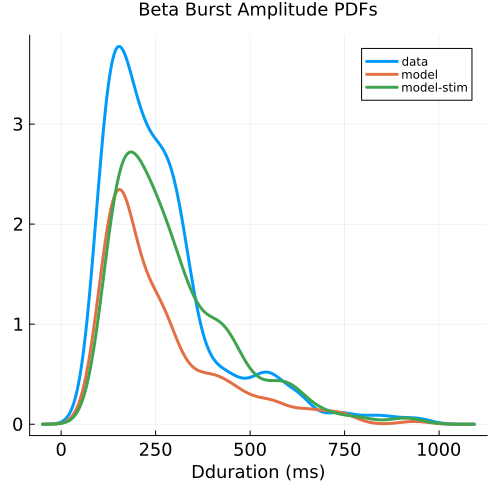 Beta Burst Amplitude PDFs
data
model
model-stim
3
2
1
0
0 250 500 750 1000
Dduration (ms)